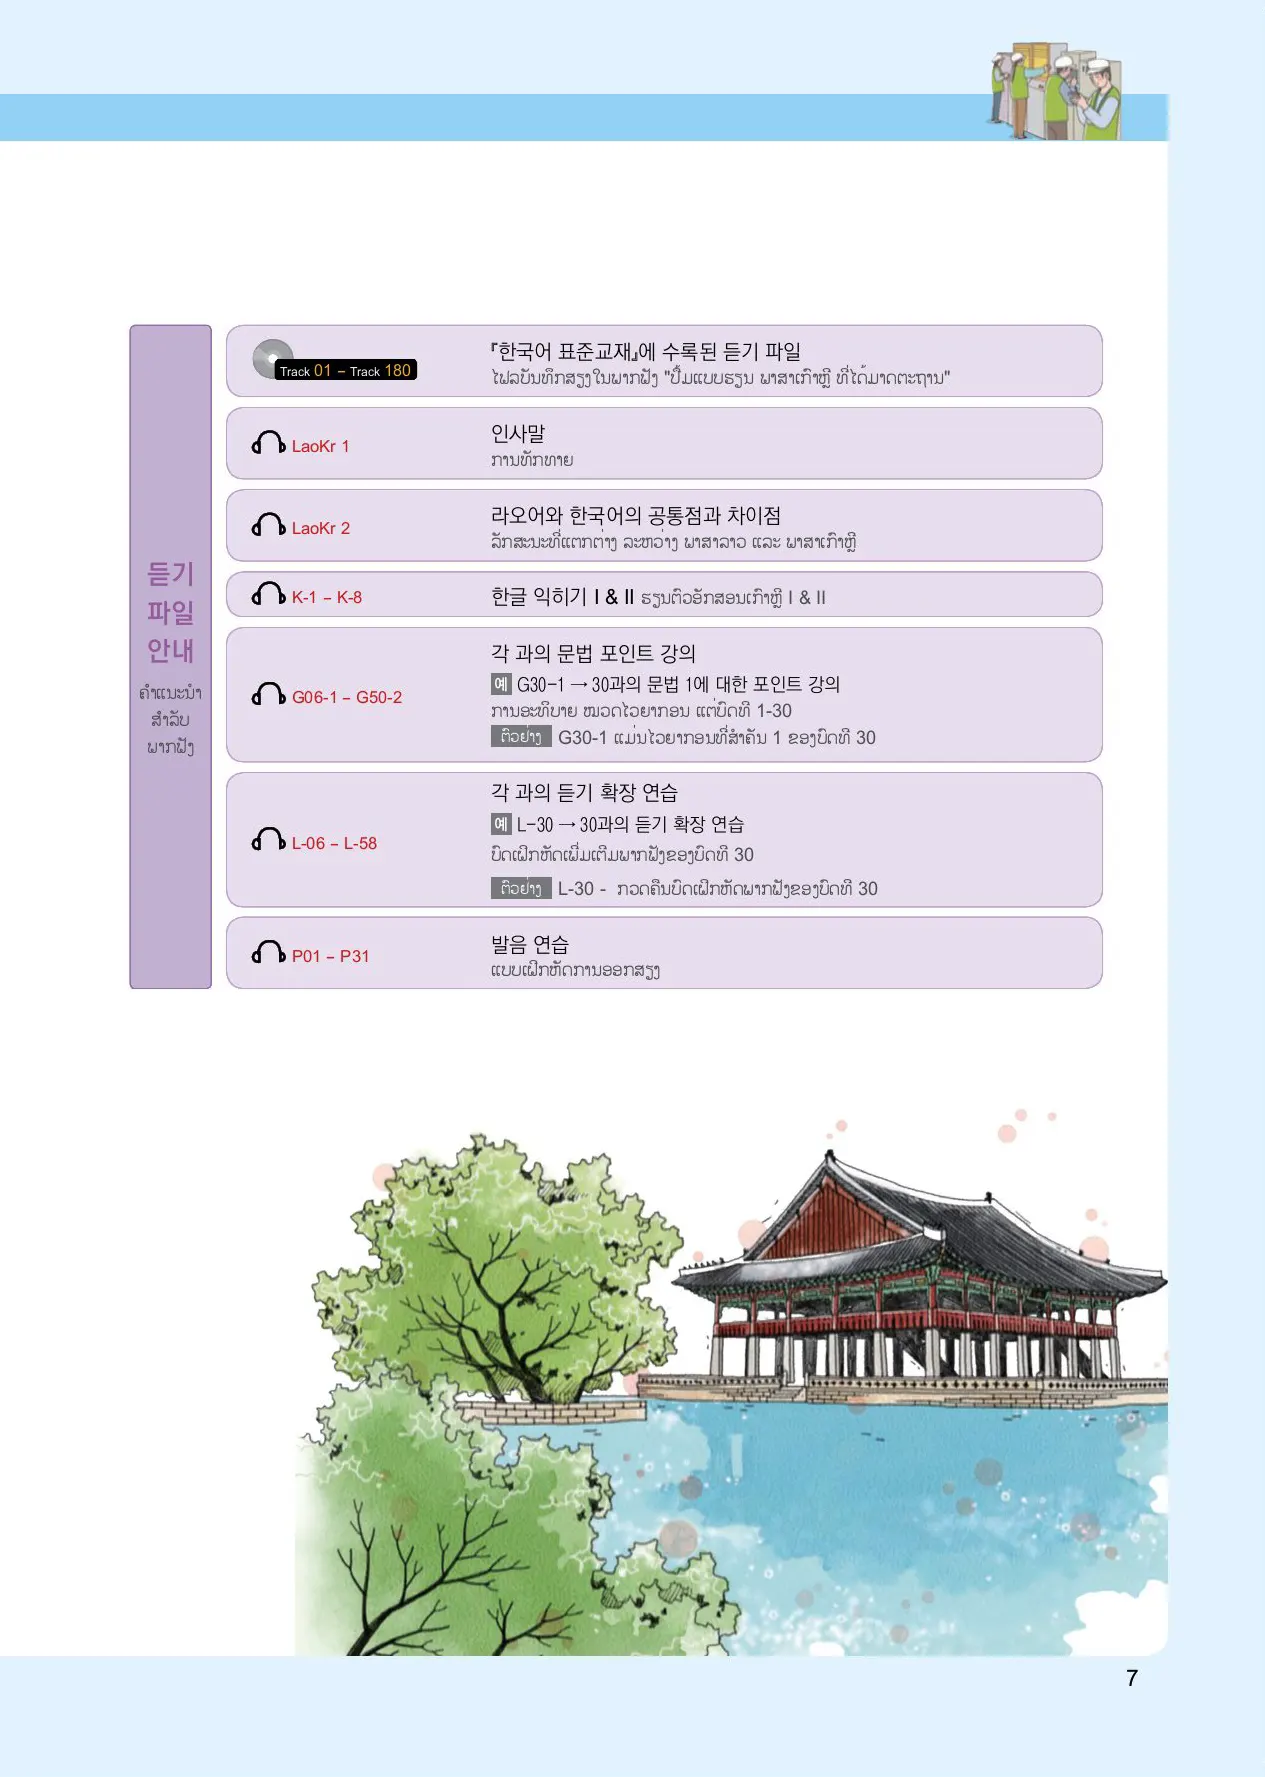 듣기
파일
안내
ຄຳແນະນຳ
ສຳລັບ
ພາກຟັງ
Track 01 – Track 180
『한국어 표준교재』에 수록된 듣기 파일
ໄຟລບັນທຶກສຽງໃນພາກຟັງ "ປຶ້ມແບບຮຽນ ພາສາເກົາຫຼີ ທີ່ໄດ້ມາດຕະຖານ"
LaoKr 1
인사말
ການທັກທາຍ
LaoKr 2
라오어와 한국어의 공통점과 차이점
ລັກສະນະທີ່ແຕກຕ່າງ ລະຫວ່າງ ພາສາລາວ ແລະ ພາສາເກົາຫຼີ
K-1 – K-8
한글 익히기 I & II ຮຽນຕົວອັກສອນເກົາຫຼີ I & II
G06-1 – G50-2
각 과의 문법 포인트 강의
예 G30-1 → 30과의 문법 1에 대한 포인트 강의
ການອະທິບາຍ ໝວດໄວຍາກອນ ແຕ່ບົດທີ 1-30
ຕົວຢ່າງ G30-1 ແມ່ນໄວຍາກອນທີ່ສຳຄັນ 1 ຂອງບົດທີ 30
L-06 – L-58
각 과의 듣기 확장 연습
예 L-30 → 30과의 듣기 확장 연습
ບົດເຝິກຫັດເພີ່ມເຕີມພາກຟັງຂອງບົດທີ 30
ຕົວຢ່າງ L-30 - ກວດຄືນບົດເຝິກຫັດພາກຟັງຂອງບົດທີ 30
P01 – P31
발음 연습
ແບບເຝິກຫັດການອອກສຽງ
7